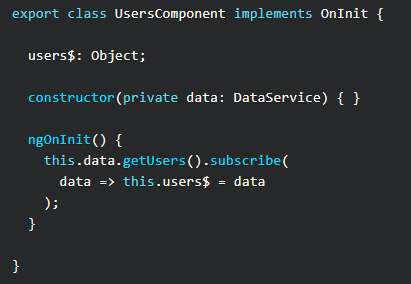 export class UsersComponent implements OnInit {
users$: Object;
constructor(private data: DataService) { }
ngOnInit() {
this.data.getUsers().subscribe(
data => this.users$ = data
);
}
}